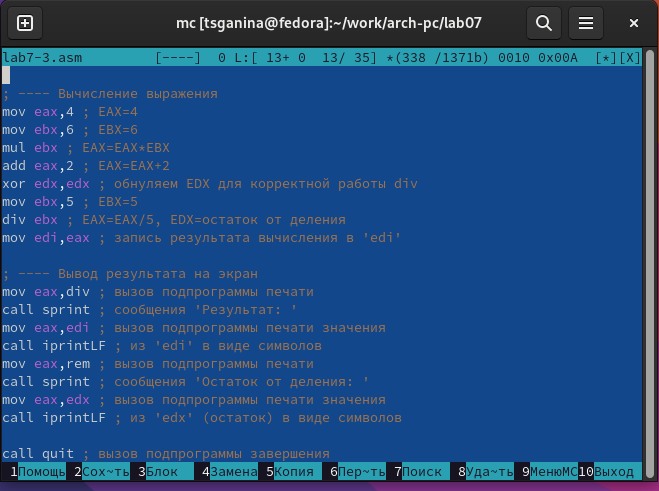 mc [tsganina@fedora]:~/work/arch-pc/lab07
lab7-3.asm [----] 0 L:[ 13+ 0 13/ 35] *(338 /1371b) 0010 0x00A [*][X]
; ---- Вычисление выражения
mov eax,4 ; EAX=4
mov ebx,6 ; EBX=6
mul ebx ; EAX=EAX*EBX
add eax,2 ; EAX=EAX+2
xor edx,edx ; обнуляем EDX для корректной работы div
mov ebx,5 ; EBX=5
div ebx ; EAX=EAX/5, EDX=остаток от деления
mov edi,eax ; запись результата вычисления в 'edi'
; ---- Вывод результата на экран
mov eax,div ; вызов подпрограммы печати
call sprint ; сообщения 'Результат: '
mov eax,edi ; вызов подпрограммы печати значения
call iprintLF ; из 'edi' в виде символов
mov eax,rem ; вызов подпрограммы печати
call sprint ; сообщения 'Остаток от деления: '
mov eax,edx ; вызов подпрограммы печати значения
call iprintLF ; из 'edx' (остаток) в виде символов
call quit ; вызов подпрограммы завершения
1Помощь 2Сох~ть 3Блок 4Замена 5Копия 6Пер~ть 7Поиск 8Уда~ть 9МенюMC 10Выход